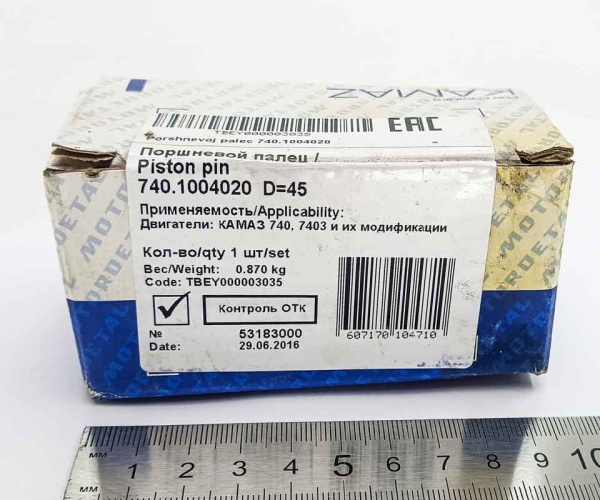 KAMAZ
MOTORDETAL
TBEY000003035
EAC
Porshnevoj palec 740.1004020
Поршневой палец
Piston pin
740.1004020 D=45
Применяемость/Applicability:
Двигатели: КАМАЗ 740, 7403 и их модификации
Кол-во/qty 1 шт/set
Вес/Weight: 0.870 kg
Code: TBEY000003035
Контроль ОТК
№ 53183000
Date: 29.06.2016
607170 104710
мм 1 2 3 4 5 6 7 8 9 10
мм